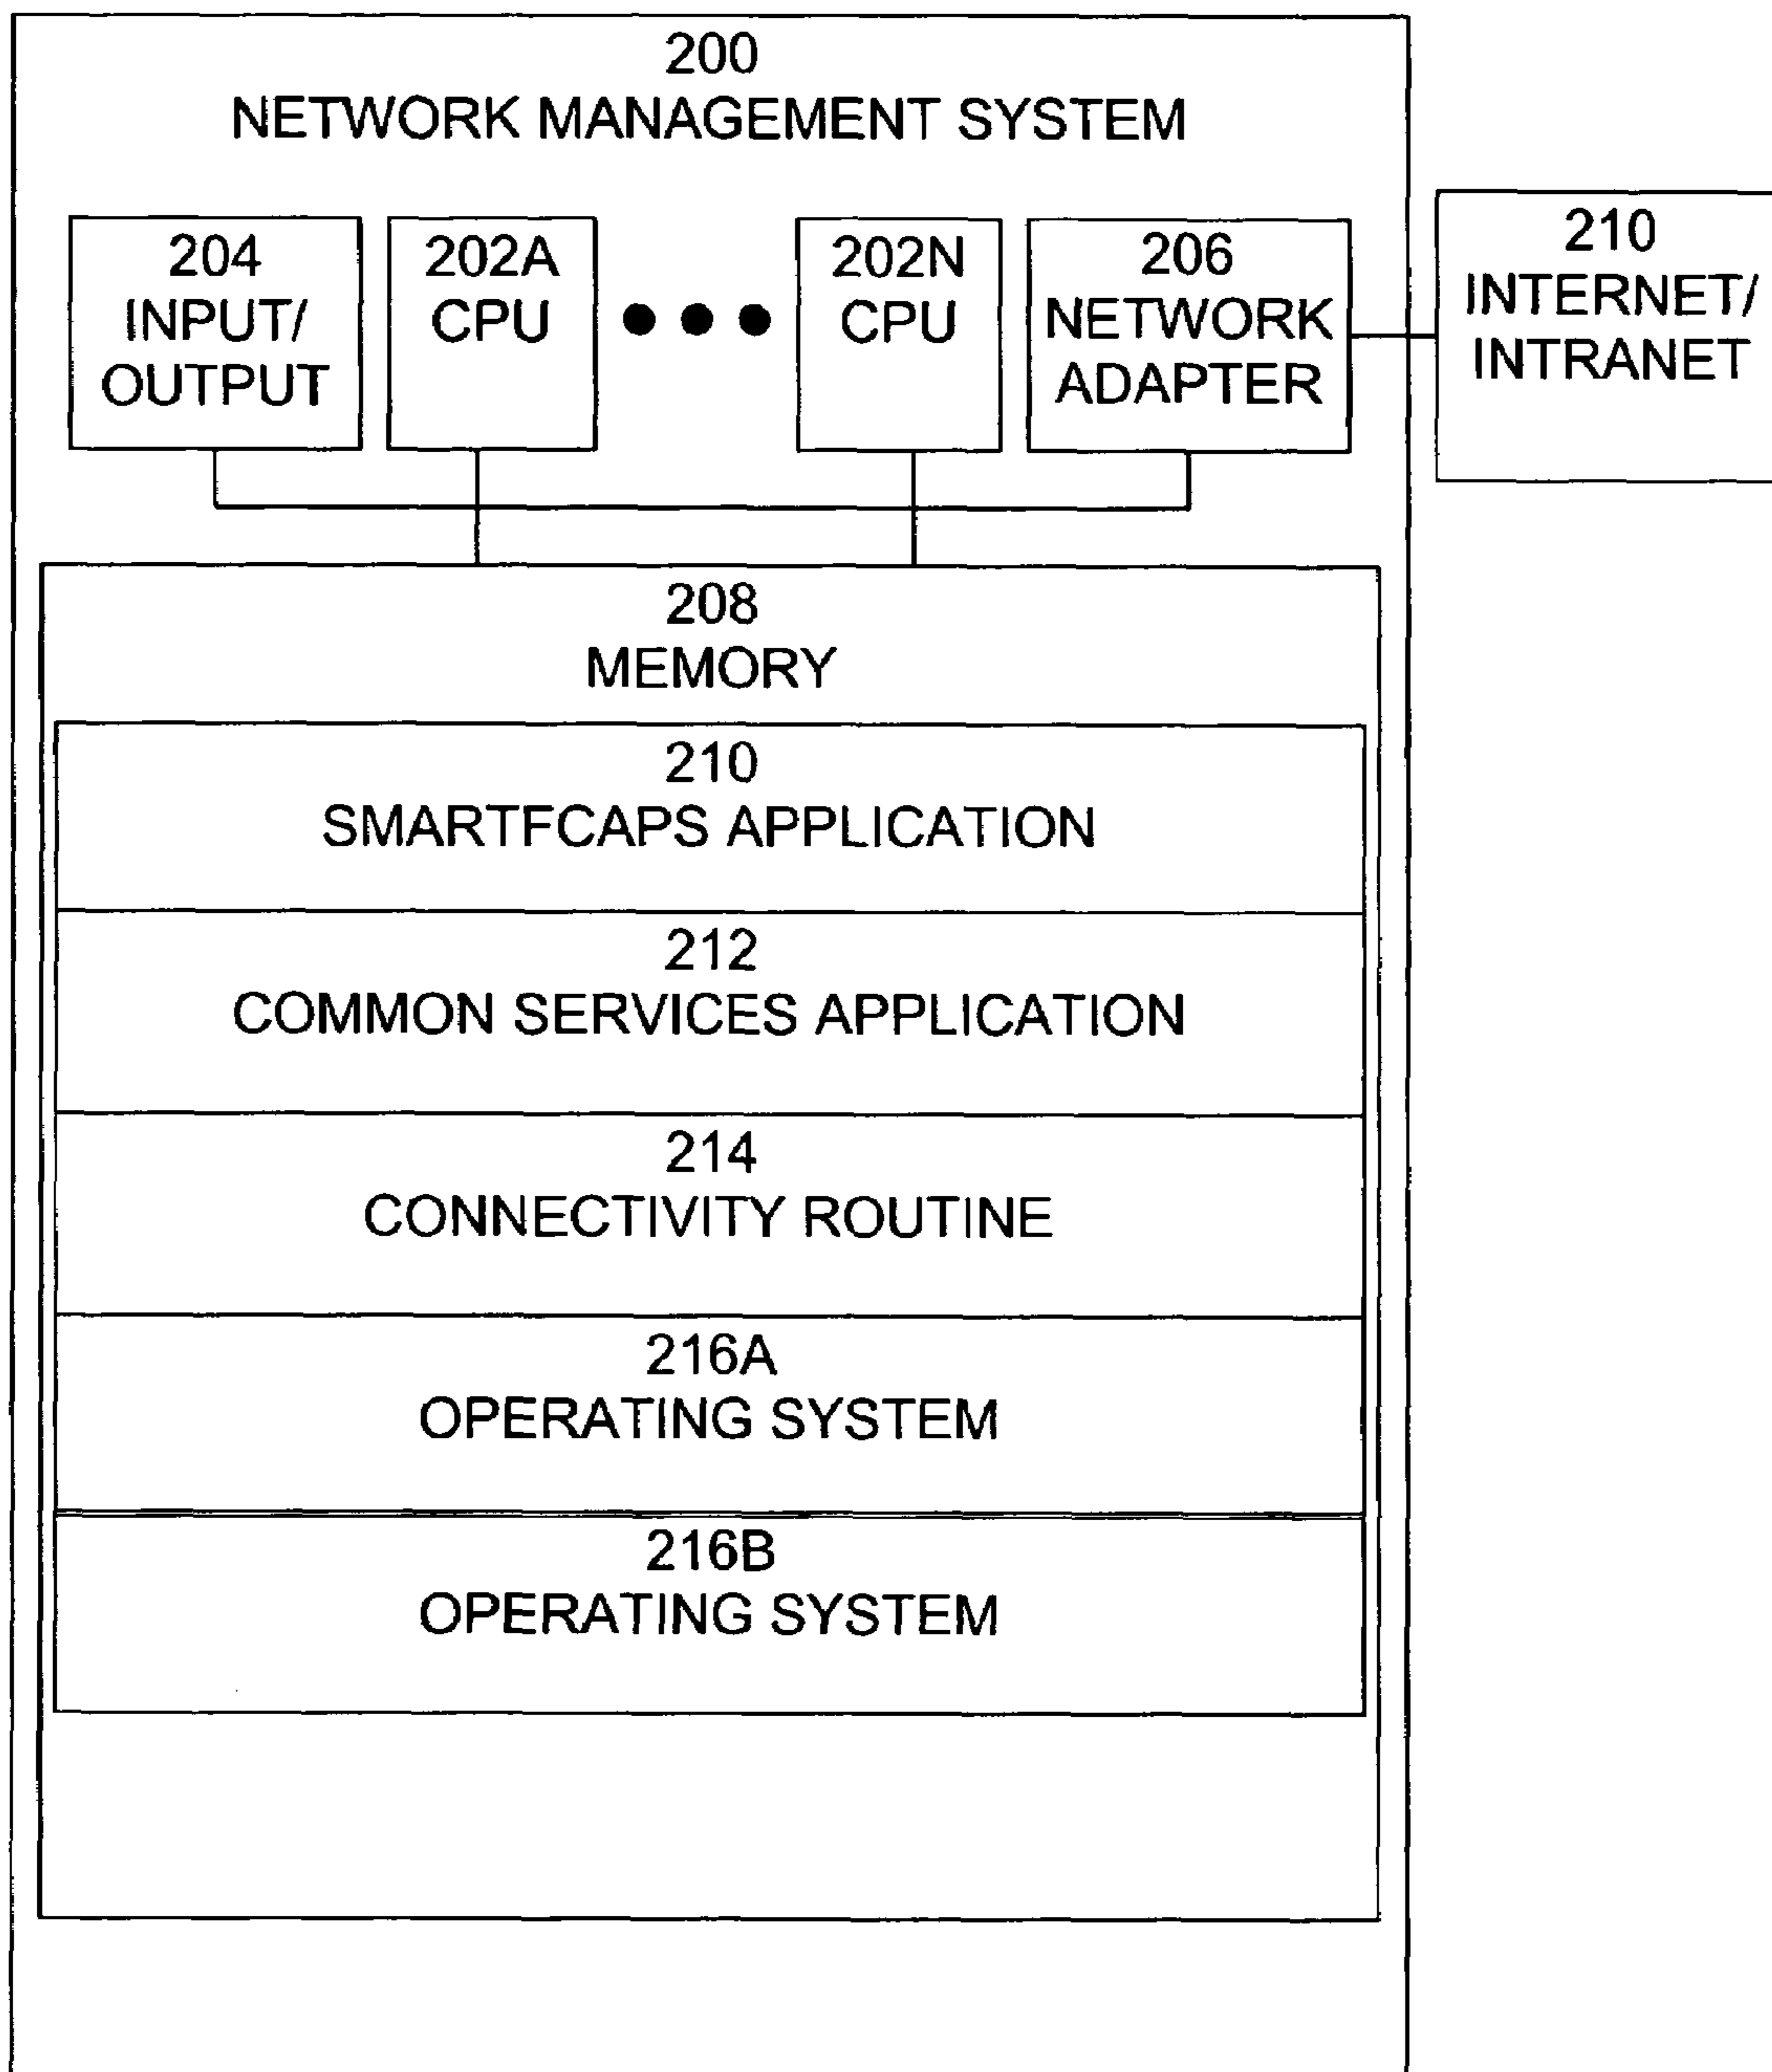 200
NETWORK MANAGEMENT SYSTEM
204
INPUT/
OUTPUT
202A
CPU
202N
CPU
206
NETWORK
ADAPTER
210
INTERNET/
INTRANET
208
MEMORY
210
SMARTFCAPS APPLICATION
212
COMMON SERVICES APPLICATION
214
CONNECTIVITY ROUTINE
216A
OPERATING SYSTEM
216B
OPERATING SYSTEM